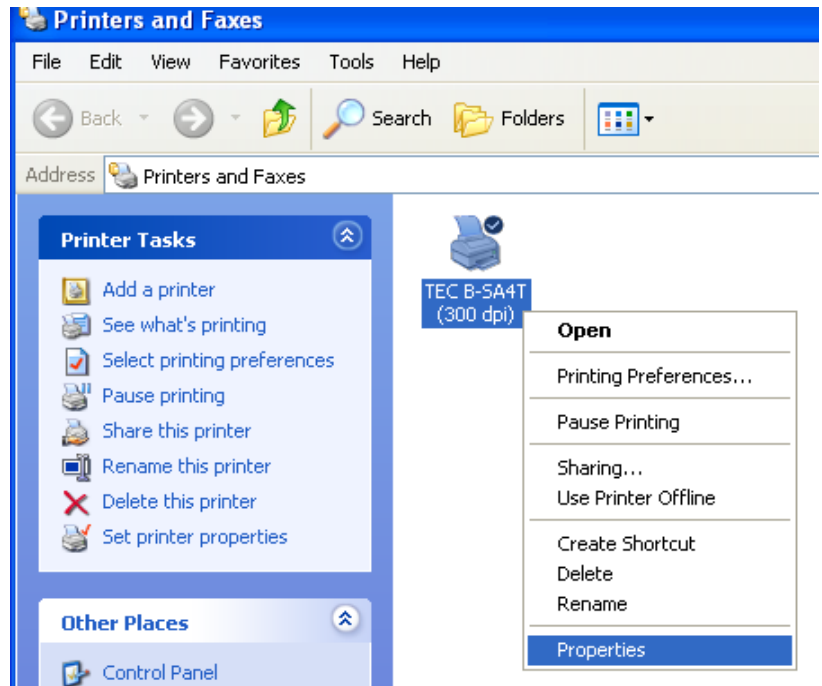 Printers and Faxes
File Edit View Favorites Tools Help
Back Search Folders
Address Printers and Faxes
Printer Tasks
Add a printer
See what's printing
Select printing preferences
Pause printing
Share this printer
Rename this printer
Delete this printer
Set printer properties
Other Places
Control Panel
TEC B-SA4T
(300 dpi)
Open
Printing Preferences...
Pause Printing
Sharing...
Use Printer Offline
Create Shortcut
Delete
Rename
Properties